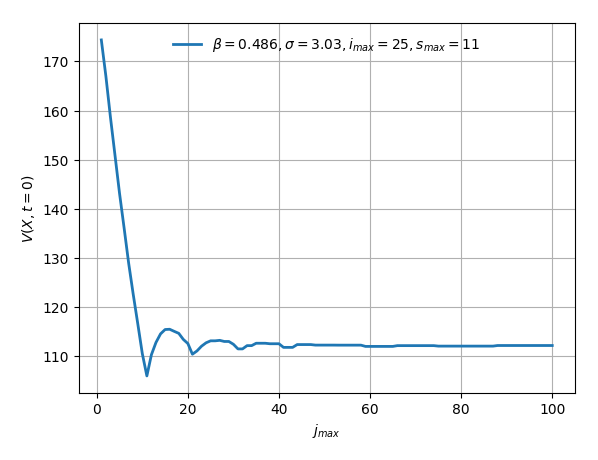 β = 0.486, σ = 3.03, i_max = 25, s_max = 11
V(X, t = 0)
170
160
150
140
130
120
110
0 20 40 60 80 100
j_max